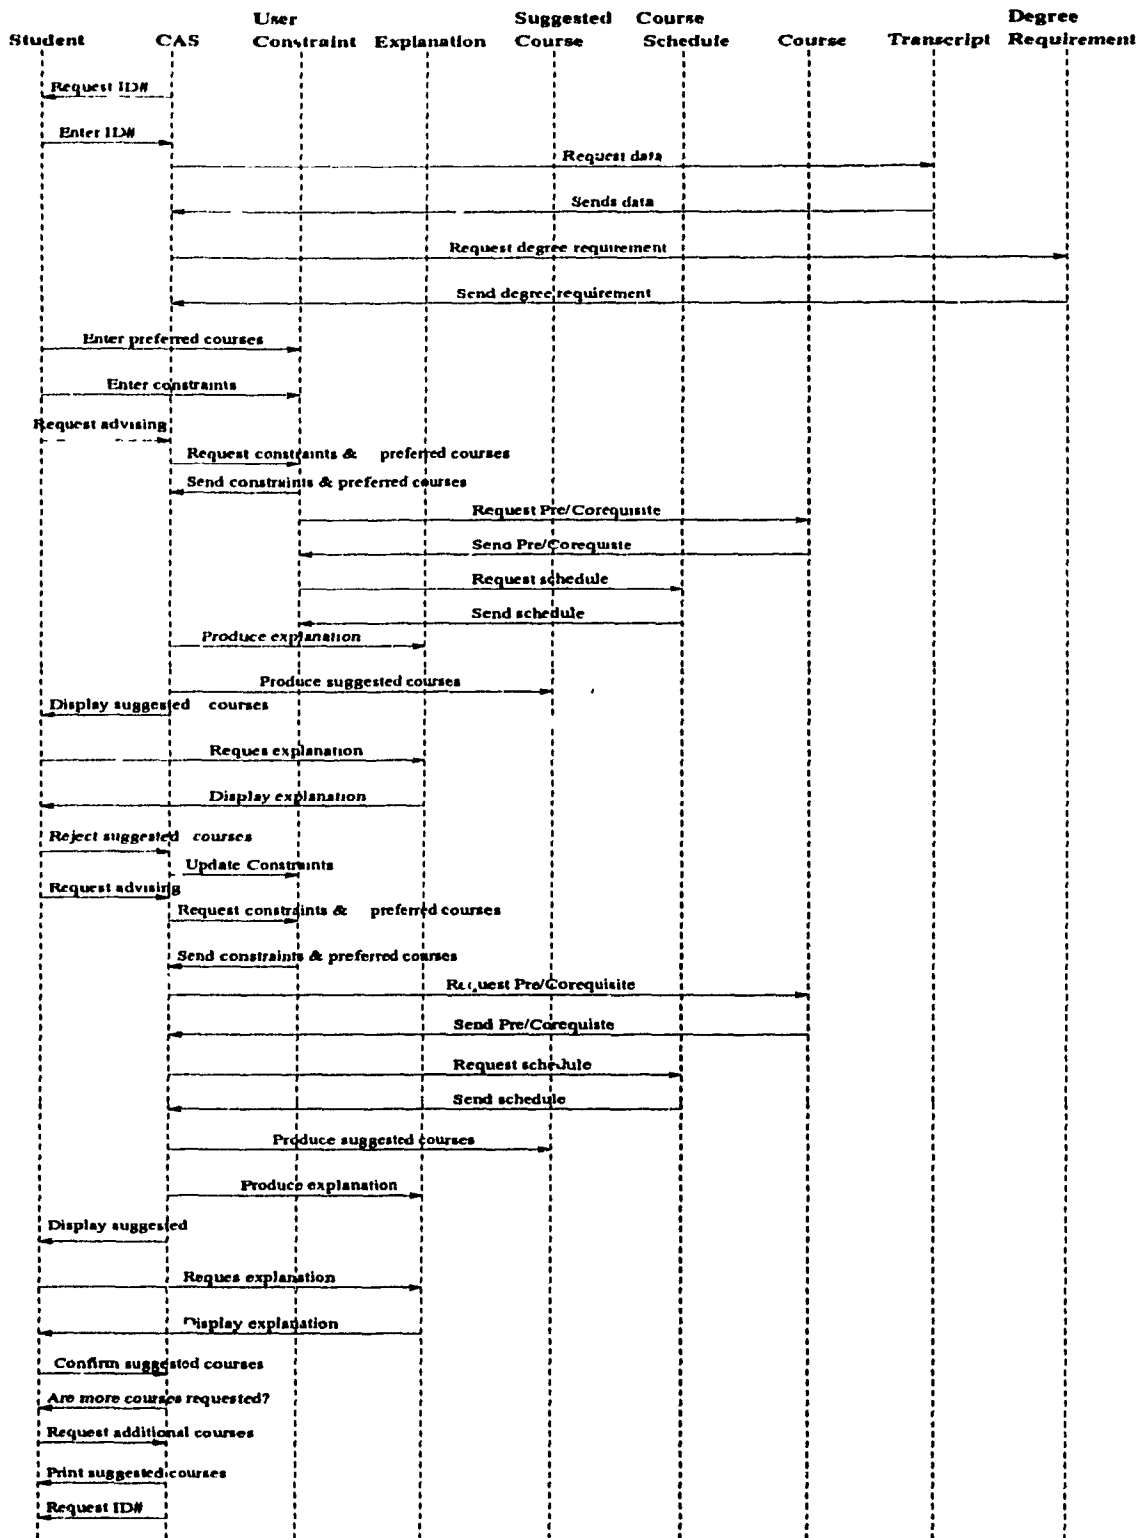 User Suggested Course Degree
Student CAS Constraint Explanation Course Schedule Course Transcript Requirement
Request ID#
Enter ID#
Request data
Sends data
Request degree requirement
Send degree requirement
Enter preferred courses
Enter constraints
Request advising
Request constraints & preferred courses
Send constraints & preferred courses
Request Pre/Corequisite
Send Pre/Corequiste
Request schedule
Send schedule
Produce explanation
Produce suggested courses
Display suggested courses
Reques explanation
Display explanation
Reject suggested courses
Update Constraints
Request advising
Request constraints & preferred courses
Send constraints & preferred courses
Request Pre/Corequisite
Send Pre/Corequiste
Request schedule
Send schedule
Produce suggested courses
Produce explanation
Display suggested
Reques explanation
Display explanation
Confirm suggested courses
Are more courses requested?
Request additional courses
Print suggested courses
Request ID#